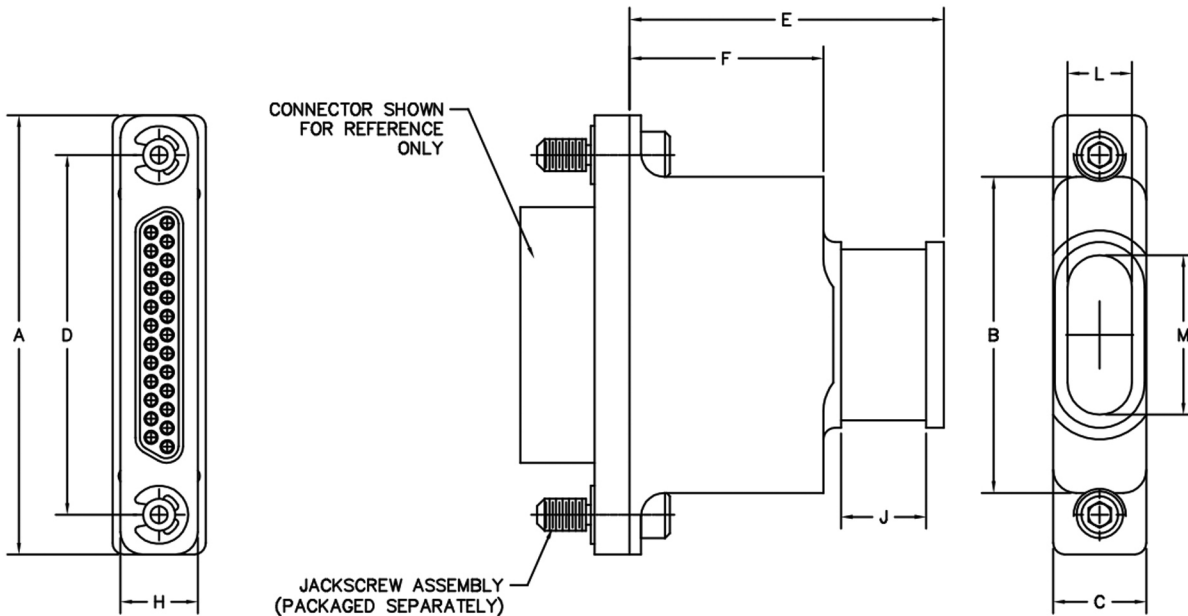 E
F
L
CONNECTOR SHOWN
FOR REFERENCE
ONLY
A
D
B
M
J
JACKSCREW ASSEMBLY
(PACKAGED SEPARATELY)
H
C